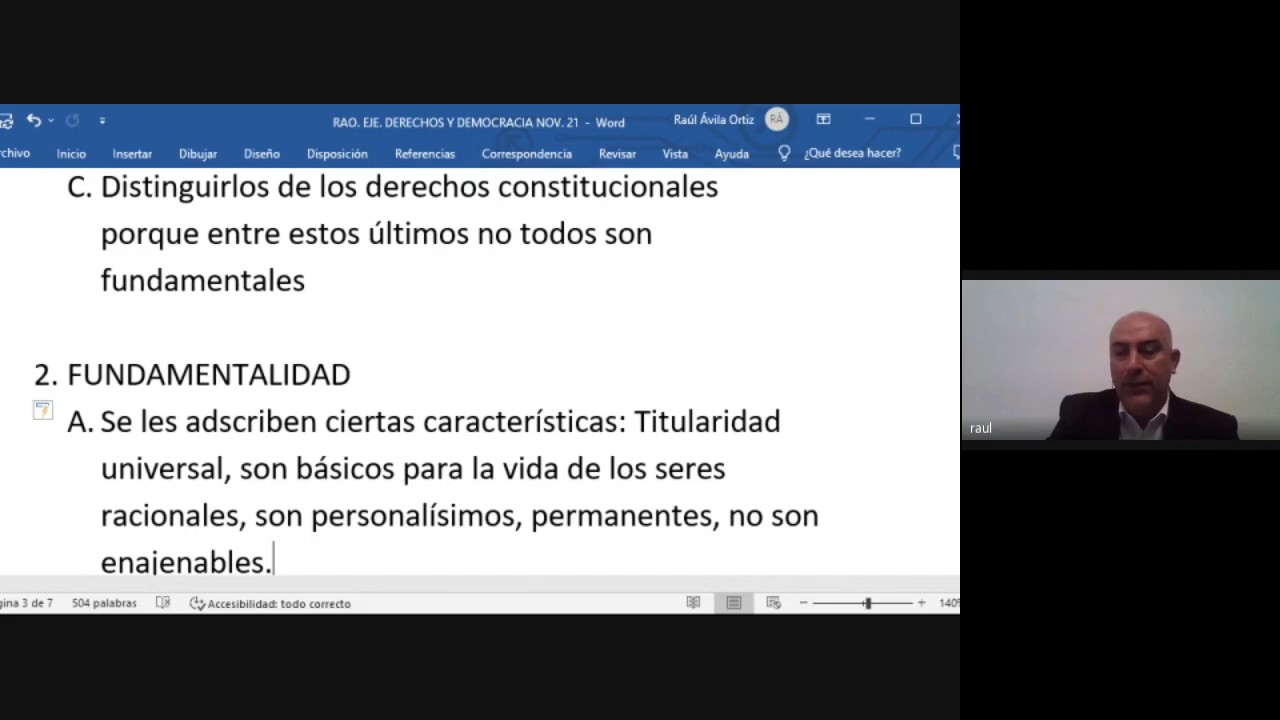 RAO. EJE. DERECHOS Y DEMOCRACIA NOV. 21 - Word
Raúl Ávila Ortiz
RÁ
rchivo Inicio Insertar Dibujar Diseño Disposición Referencias Correspondencia Revisar Vista Ayuda ¿Qué desea hacer?
C. Distinguirlos de los derechos constitucionales
porque entre estos últimos no todos son
fundamentales
2. FUNDAMENTALIDAD
A. Se les adscriben ciertas características: Titularidad
universal, son básicos para la vida de los seres
racionales, son personalísimos, permanentes, no son
enajenables.
gina 3 de 7 504 palabras Accesibilidad: todo correcto 140
raul